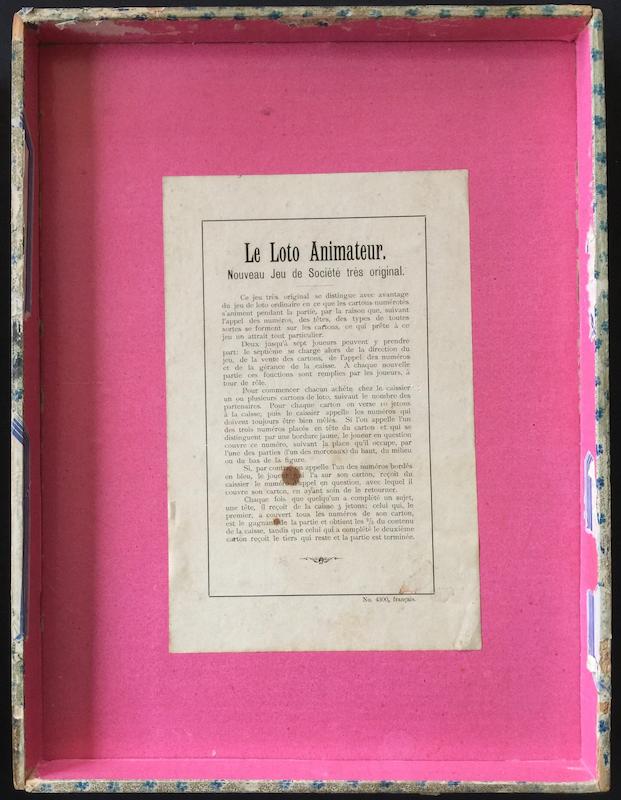 Le Loto Animateur.
Nouveau Jeu de Société très original.
Ce jeu très original se distingue avec avantage
du jeu de loto ordinaire en ce que les cartons numérotés
s'animent pendant la partie, par la raison que, suivant
l'appel des numéros, des têtes, des types de toutes
sortes se forment sur les cartons, ce qui prête à ce
jeu un attrait tout particulier.
Deux jusqu'à sept joueurs peuvent y prendre
part: le septième se charge alors de la direction du
jeu, de la vente des cartons, de l'appel des numéros
et de la gérance de la caisse. A chaque nouvelle
partie ces fonctions sont remplies par les joueurs, à
tour de rôle.
Pour commencer chacun achète chez le caissier
un ou plusieurs cartons de loto, suivant le nombre des
partenaires. Pour chaque carton on verse 10 jetons
à la caisse; puis le caissier appelle les numéros qui
doivent toujours être bien mêlés. Si l'on appelle l'un
des trois numéros placés en tête du carton et qui se
distinguent par une bordure jaune, le joueur en question
couvre ce numéro, suivant la place qu'il occupe, par
l'une des parties (l'un des morceaux) du haut, du milieu
ou du bas de la figure.
Si, par appelle l'un des numéros bordés
en bleu, le l'a sur son carton, reçoit du
caissier le appel en question, avec lequel il
couvre son carton, en ayant soin de le retourner.
Chaque fois que quelqu'un a complété un sujet,
une tête, il reçoit de la caisse 3 jetons; celui qui, le
premier, a couvert tous les numéros de son carton,
est le gagnant de la partie et obtient les ²/₃ du contenu
de la caisse, tandis que celui qui a complété le deuxième
carton reçoit le tiers qui reste et la partie est terminée.
No. 4300, français.